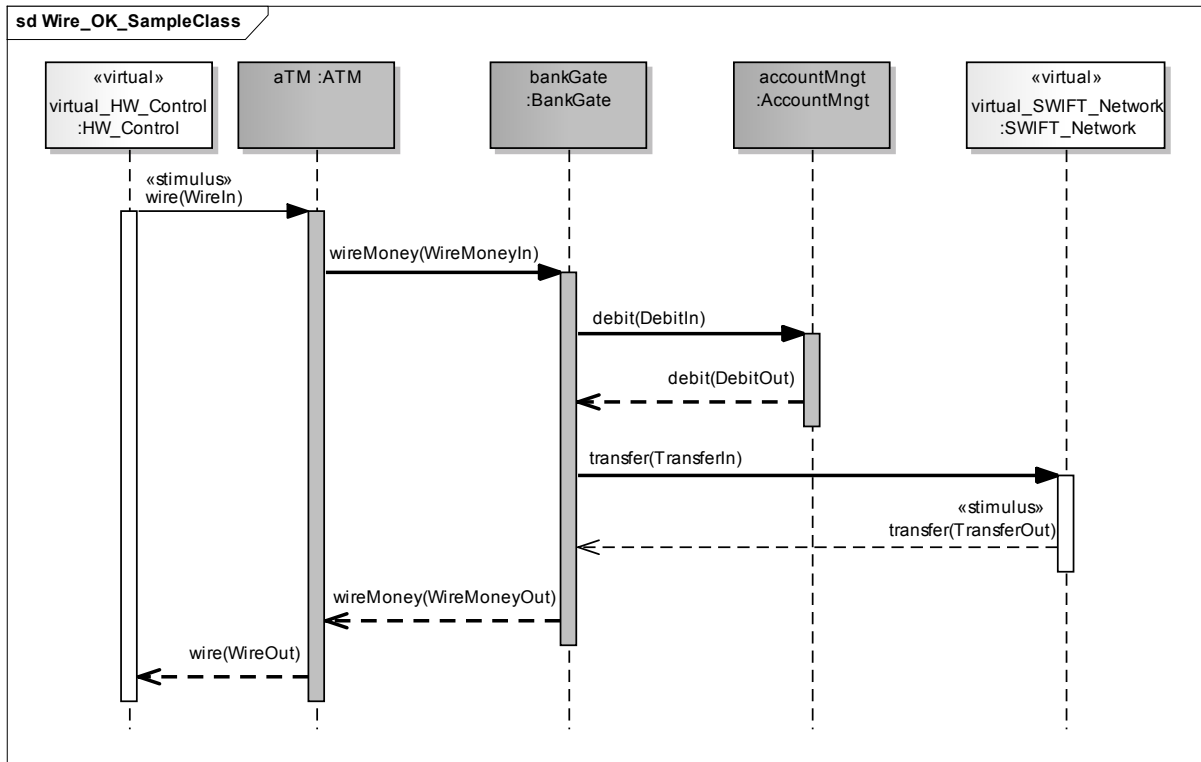 sd Wire_OK_SampleClass
«virtual»
virtual_HW_Control
:HW_Control
aTM :ATM
bankGate
:BankGate
accountMngt
:AccountMngt
«virtual»
virtual_SWIFT_Network
:SWIFT_Network
«stimulus»
wire(WireIn)
wireMoney(WireMoneyIn)
debit(DebitIn)
debit(DebitOut)
transfer(TransferIn)
«stimulus»
transfer(TransferOut)
wireMoney(WireMoneyOut)
wire(WireOut)